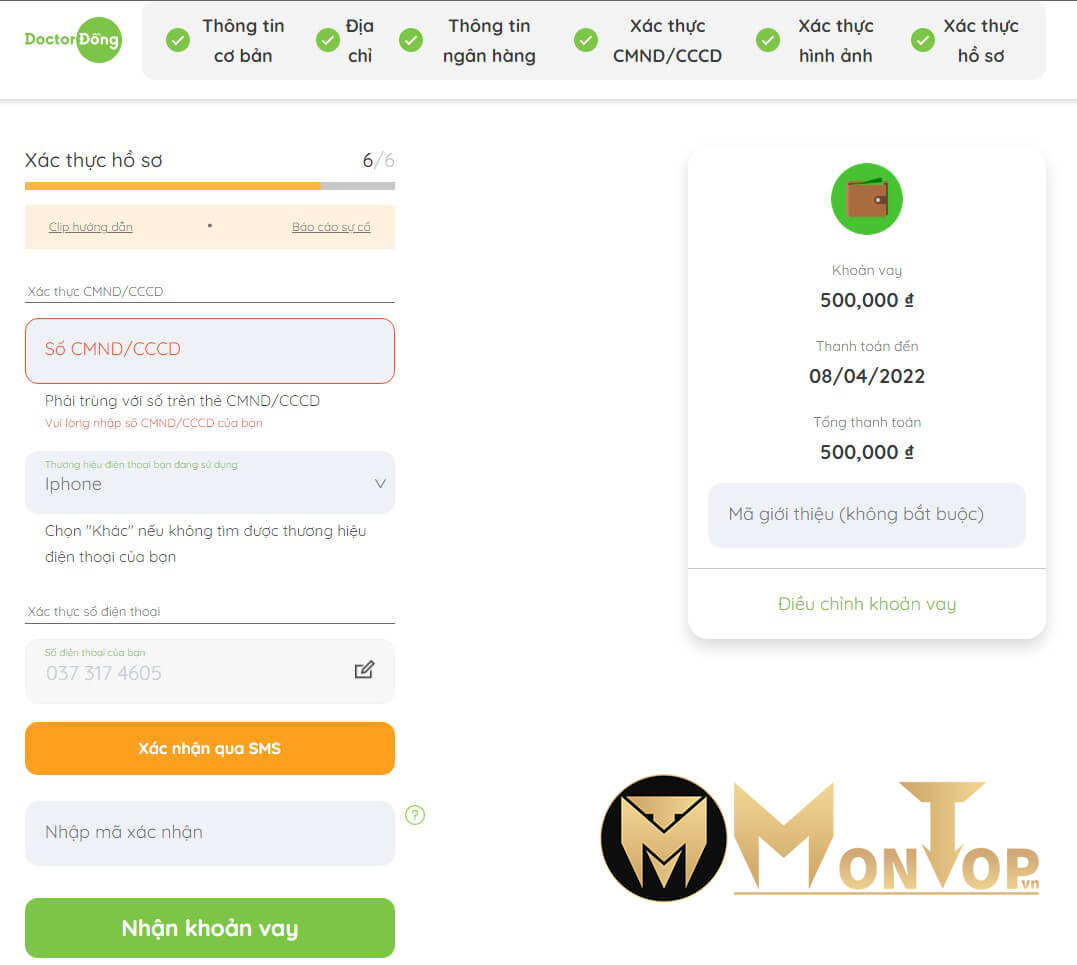 DoctorĐồng
Thông tin
cơ bản
Địa
chỉ
Thông tin
ngân hàng
Xác thực
CMND/CCCD
Xác thực
hình ảnh
Xác thực
hồ sơ
Xác thực hồ sơ
6/6
Clip hướng dẫn • Báo cáo sự cố
Xác thực CMND/CCCD
Số CMND/CCCD
Phải trùng với số trên thẻ CMND/CCCD
Vui lòng nhập số CMND/CCCD của bạn
Thương hiệu điện thoại bạn đang sử dụng
Iphone
Chọn "Khác" nếu không tìm được thương hiệu
điện thoại của bạn
Xác thực số điện thoại
Số điện thoại của bạn
037 317 4605
Xác nhận qua SMS
Nhập mã xác nhận
?
Nhận khoản vay
Khoản vay
500,000 ₫
Thanh toán đến
08/04/2022
Tổng thanh toán
500,000 ₫
Mã giới thiệu (không bắt buộc)
Điều chỉnh khoản vay
MONTOP.vn